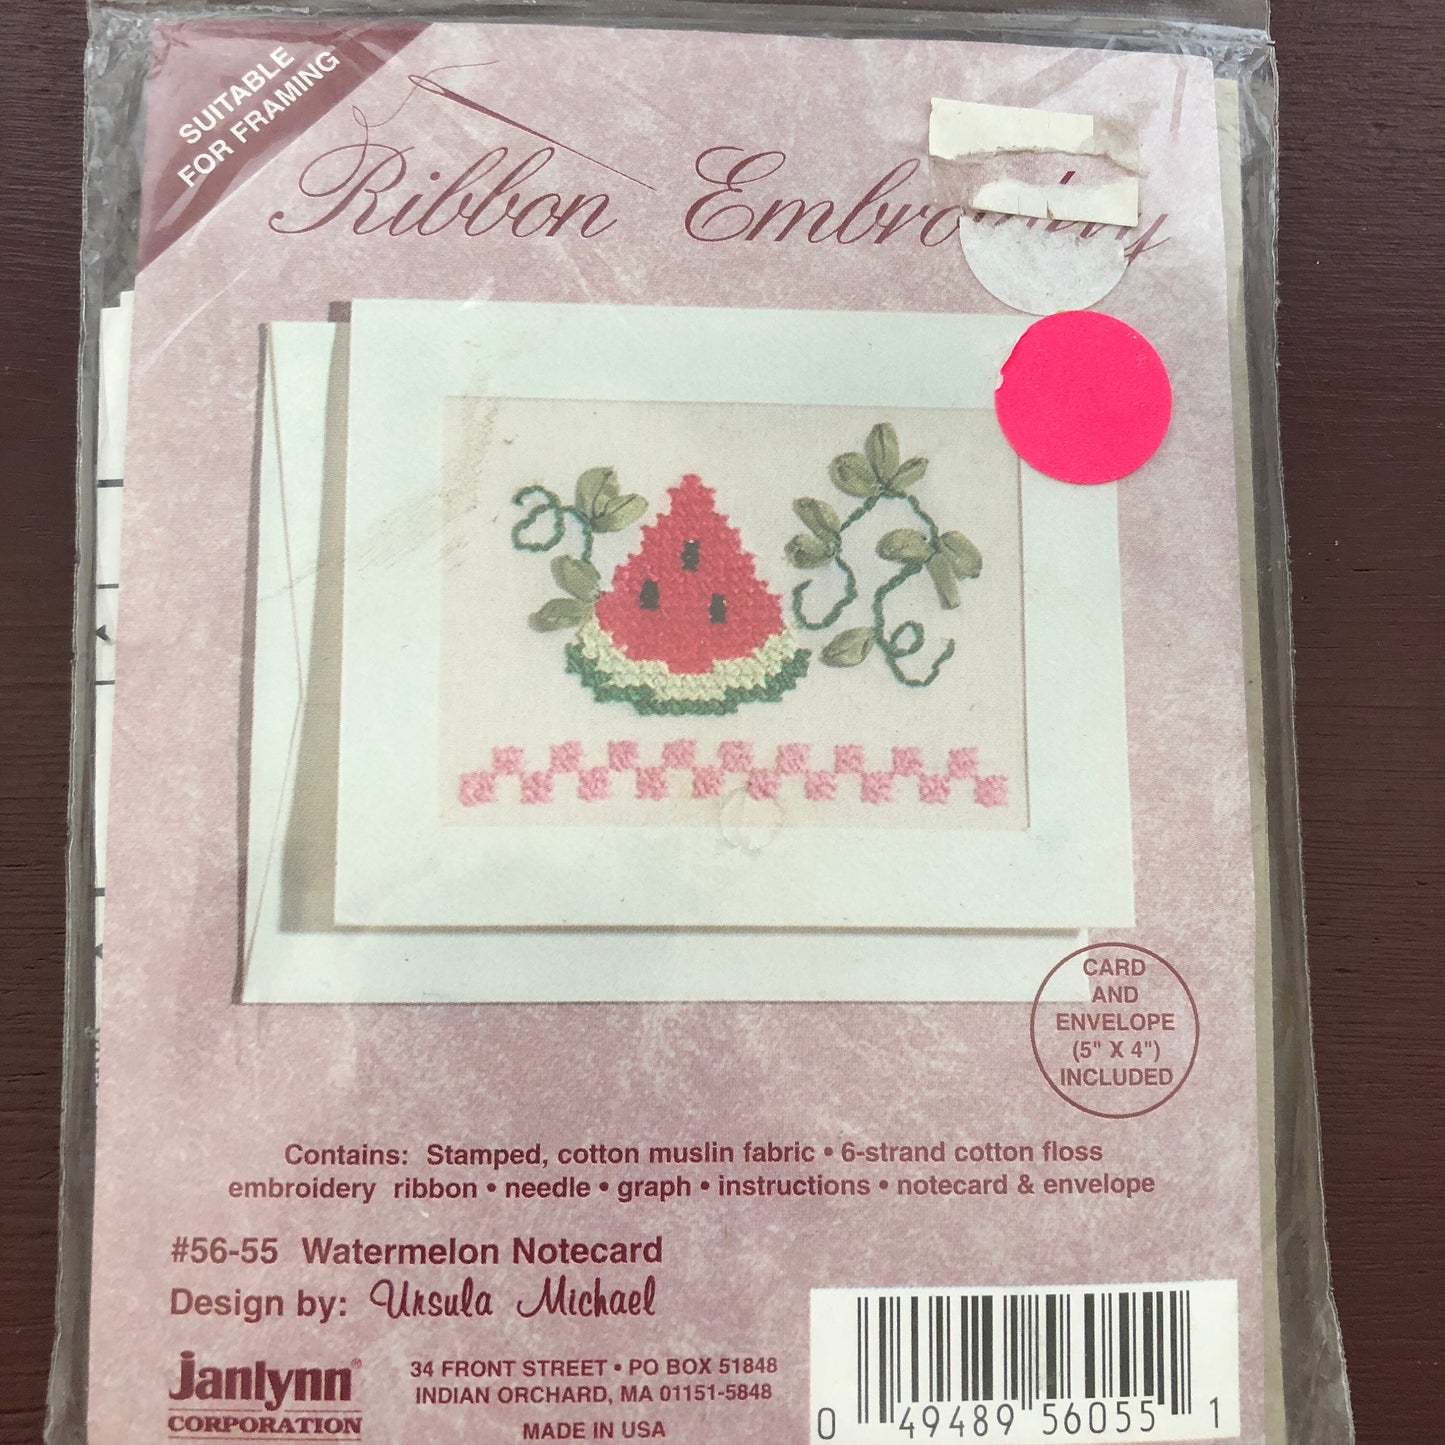 SUITABLE
FOR FRAMING
Ribbon Embroidery
CARD
AND
ENVELOPE
(5" X 4")
INCLUDED
Contains: Stamped, cotton muslin fabric • 6-strand cotton floss
embroidery ribbon • needle • graph • instructions • notecard & envelope
#56-55 Watermelon Notecard
Design by: Ursula Michael
janlynn®
CORPORATION
34 FRONT STREET • PO BOX 51848
INDIAN ORCHARD, MA 01151-5848
MADE IN USA
0 49489 56055 1